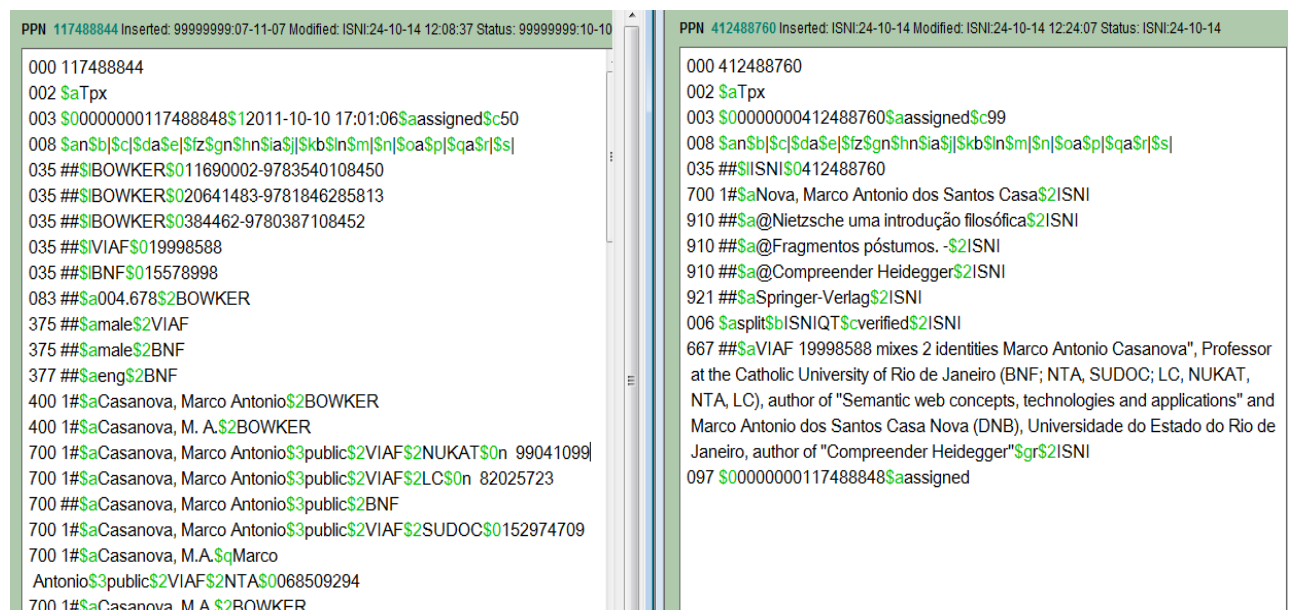 PPN 117488844 Inserted: 99999999:07-11-07 Modified: ISNI:24-10-14 12:08:37 Status: 99999999:10-10
000 117488844
002 $aTpx
003 $0000000011748884​8$12011-10-10 17:01:06$aassigned$c50
008 $an$b|$c|$da$e|$fz$gn$hn$ia$j|$kb$ln$m|$n|$oa$p|$qa$r|$s|
035 ##$lBOWKER$011690002-9783540108450
035 ##$lBOWKER$020641483-9781846285813
035 ##$lBOWKER$0384462-9780387108452
035 ##$lVIAF$019998588
035 ##$lBNF$015578998
083 ##$a004.678$2BOWKER
375 ##$amale$2VIAF
375 ##$amale$2BNF
377 ##$aeng$2BNF
400 1#$aCasanova, Marco Antonio$2BOWKER
400 1#$aCasanova, M. A.$2BOWKER
700 1#$aCasanova, Marco Antonio$3public$2VIAF$2NUKAT$0n 99041099
700 1#$aCasanova, Marco Antonio$3public$2VIAF$2LC$0n 82025723
700 ##$aCasanova, Marco Antonio$3public$2BNF
700 1#$aCasanova, Marco Antonio$3public$2VIAF$2SUDOC$0152974709
700 1#$aCasanova, M.A.$qMarco
Antonio$3public$2VIAF$2NTA$0068509294
700 1#$aCasanova, M.A.$2BOWKER
PPN 412488760 Inserted: ISNI:24-10-14 Modified: ISNI:24-10-14 12:24:07 Status: ISNI:24-10-14
000 412488760
002 $aTpx
003 $00000000412488760$aassigned$c99
008 $an$b|$c|$da$e|$fz$gn$hn$ia$j|$kb$ln$m|$n|$oa$p|$qa$r|$s|
035 ##$lISNI$0412488760
700 1#$aNova, Marco Antonio dos Santos Casa$2ISNI
910 ##$a@Nietzsche uma introdução filosófica$2ISNI
910 ##$a@Fragmentos póstumos. -$2ISNI
910 ##$a@Compreender Heidegger$2ISNI
921 ##$aSpringer-Verlag$2ISNI
006 $asplit$bISNIQT$cverified$2ISNI
667 ##$aVIAF 19998588 mixes 2 identities Marco Antonio Casanova", Professor
at the Catholic University of Rio de Janeiro (BNF; NTA, SUDOC; LC, NUKAT,
NTA, LC), author of "Semantic web concepts, technologies and applications" and
Marco Antonio dos Santos Casa Nova (DNB), Universidade do Estado do Rio de
Janeiro, author of "Compreender Heidegger"$gr$2ISNI
097 $00000000117488848$aassigned